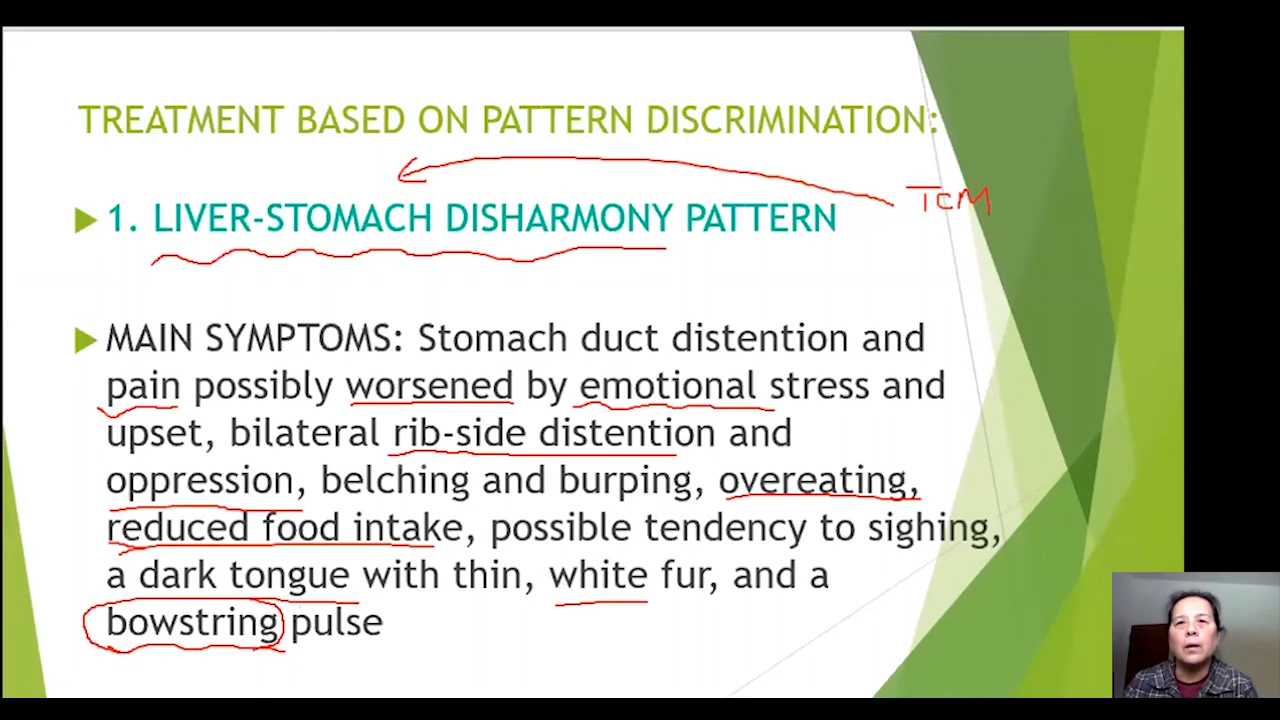 TREATMENT BASED ON PATTERN DISCRIMINATION:
TCM
1. LIVER-STOMACH DISHARMONY PATTERN
MAIN SYMPTOMS: Stomach duct distention and
pain possibly worsened by emotional stress and
upset, bilateral rib-side distention and
oppression, belching and burping, overeating,
reduced food intake, possible tendency to sighing,
a dark tongue with thin, white fur, and a
bowstring pulse